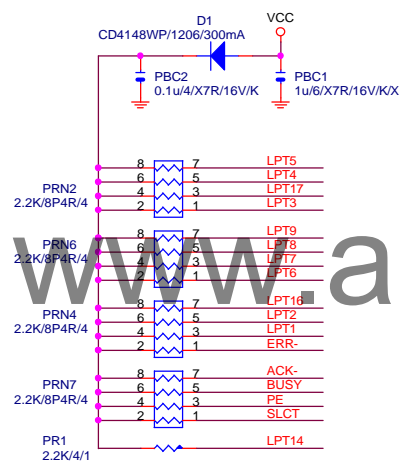 D1
VCC
CD4148WP/1206/300mA
PBC2
0.1u/4/X7R/16V/K
PBC1
1u/6/X7R/16V/K/X
PRN2
2.2K/8P4R/4
8 7 LPT5
6 5 LPT4
4 3 LPT17
2 1 LPT3
PRN6
2.2K/8P4R/4
8 7 LPT9
6 5 LPT8
4 3 LPT7
2 1 LPT6
PRN4
2.2K/8P4R/4
8 7 LPT16
6 5 LPT2
4 3 LPT1
2 1 ERR-
PRN7
2.2K/8P4R/4
8 7 ACK-
6 5 BUSY
4 3 PE
2 1 SLCT
PR1
2.2K/4/1
LPT14
www.a